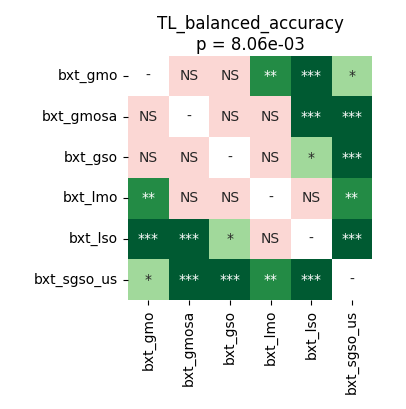 TL_balanced_accuracy
p = 8.06e-03
bxt_gmo - NS NS ** *** *
bxt_gmosa NS - NS NS *** ***
bxt_gso NS NS - NS * ***
bxt_lmo ** NS NS - NS **
bxt_lso *** *** * NS - ***
bxt_sgso_us * *** *** ** *** -
bxt_gmo
bxt_gmosa
bxt_gso
bxt_lmo
bxt_lso
bxt_sgso_us